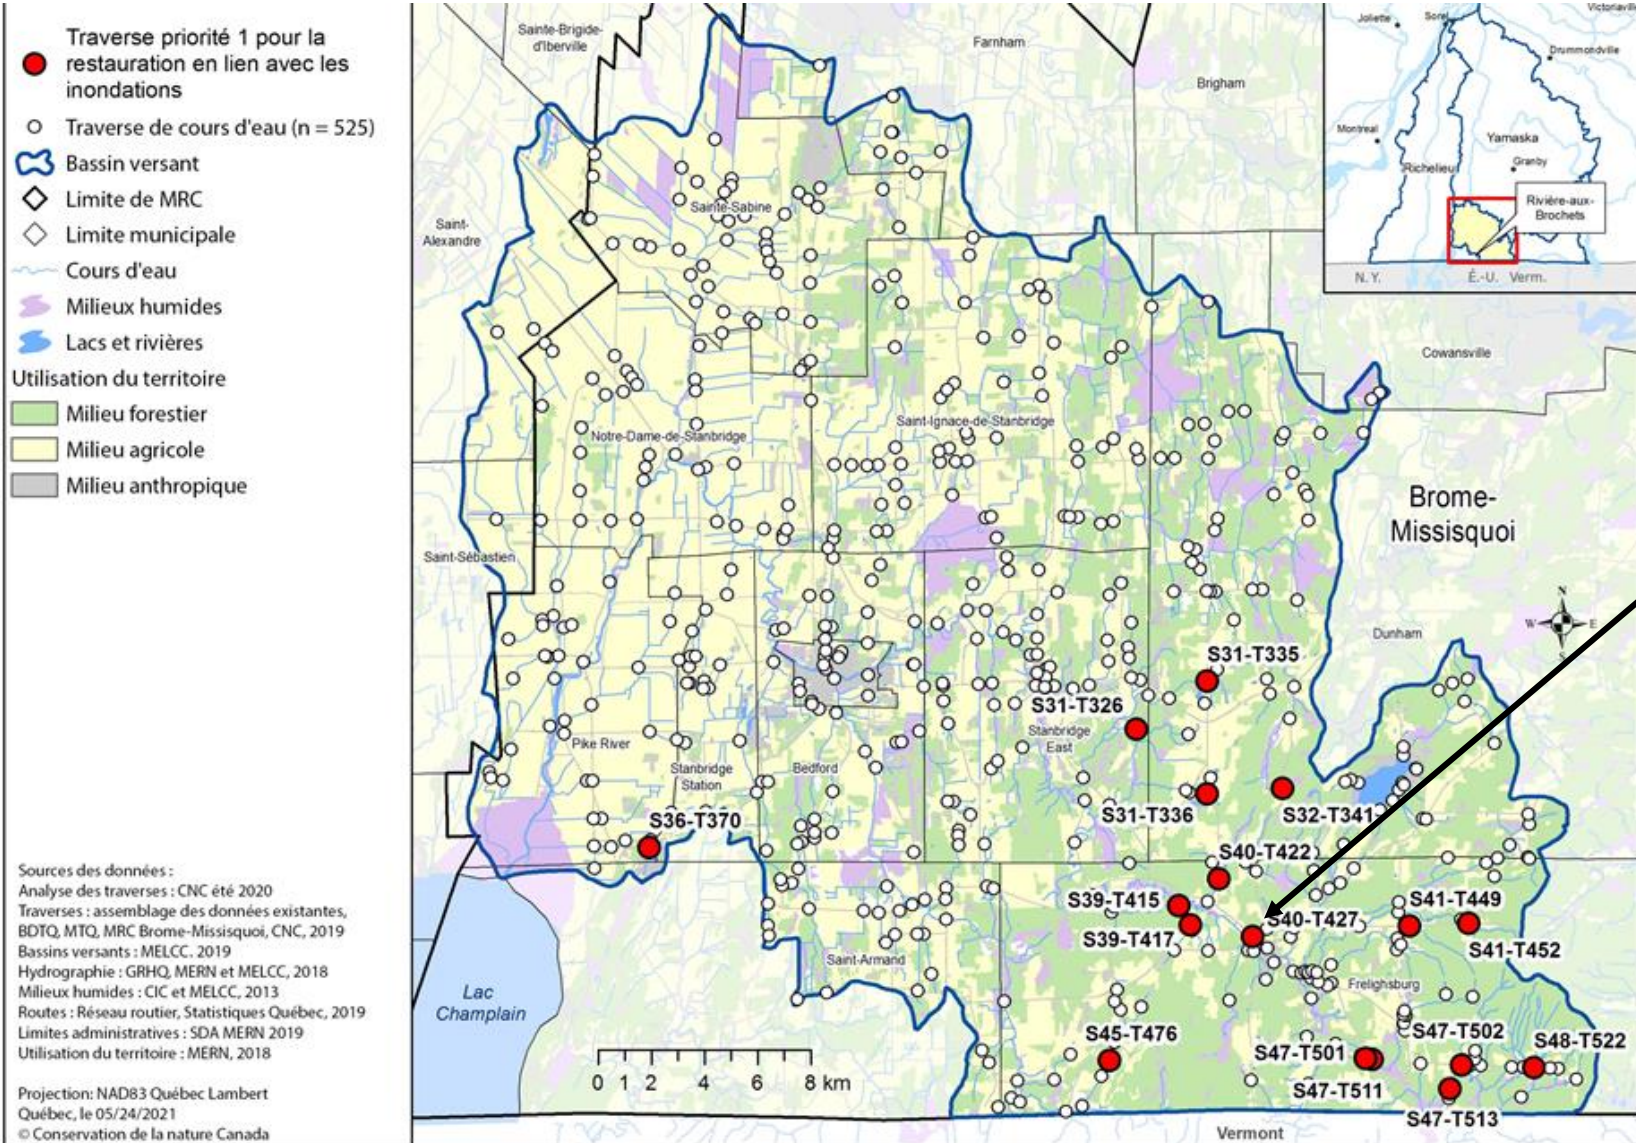 Traverse priorité 1 pour la
restauration en lien avec les
inondations
Traverse de cours d'eau (n = 525)
Bassin versant
Limite de MRC
Limite municipale
Cours d'eau
Milieux humides
Lacs et rivières
Utilisation du territoire
Milieu forestier
Milieu agricole
Milieu anthropique
Sources des données :
Analyse des traverses : CNC été 2020
Traverses : assemblage des données existantes,
BDTQ, MTQ, MRC Brome-Missisquoi, CNC, 2019
Bassins versants : MELCC. 2019
Hydrographie : GRHQ, MERN et MELCC, 2018
Milieux humides : CIC et MELCC, 2013
Routes : Réseau routier, Statistiques Québec, 2019
Limites administratives : SDA MERN 2019
Utilisation du territoire : MERN, 2018
Projection: NAD83 Québec Lambert
Québec, le 05/24/2021
© Conservation de la nature Canada
Sainte-Brigide-
d'Iberville
Farnham
Brigham
Saint-
Alexandre
Sainte-Sabine
Cowansville
Notre-Dame-de-Stanbridge
Saint-Ignace-de-Stanbridge
Brome-
Missisquoi
Saint-Sébastien
Dunham
N
W
E
S
S31-T335
S31-T326
Stanbridge
East
Pike River
Stanbridge
Station
Bedford
S31-T336
S32-T341
S36-T370
S40-T422
S39-T415
S41-T449
S40-T427
S39-T417
S41-T452
Saint-Armand
Frelighsburg
Lac
Champlain
S45-T476
S47-T502
S48-T522
S47-T501
S47-T511
S47-T513
0 1 2 4 6 8 km
Vermont
Joliette
Sorel
Victoriavill
Drummondville
Montreal
Yamaska
Granby
Richelieu
Rivière-aux-
Brochets
N.Y.
É.-U.
Verm.